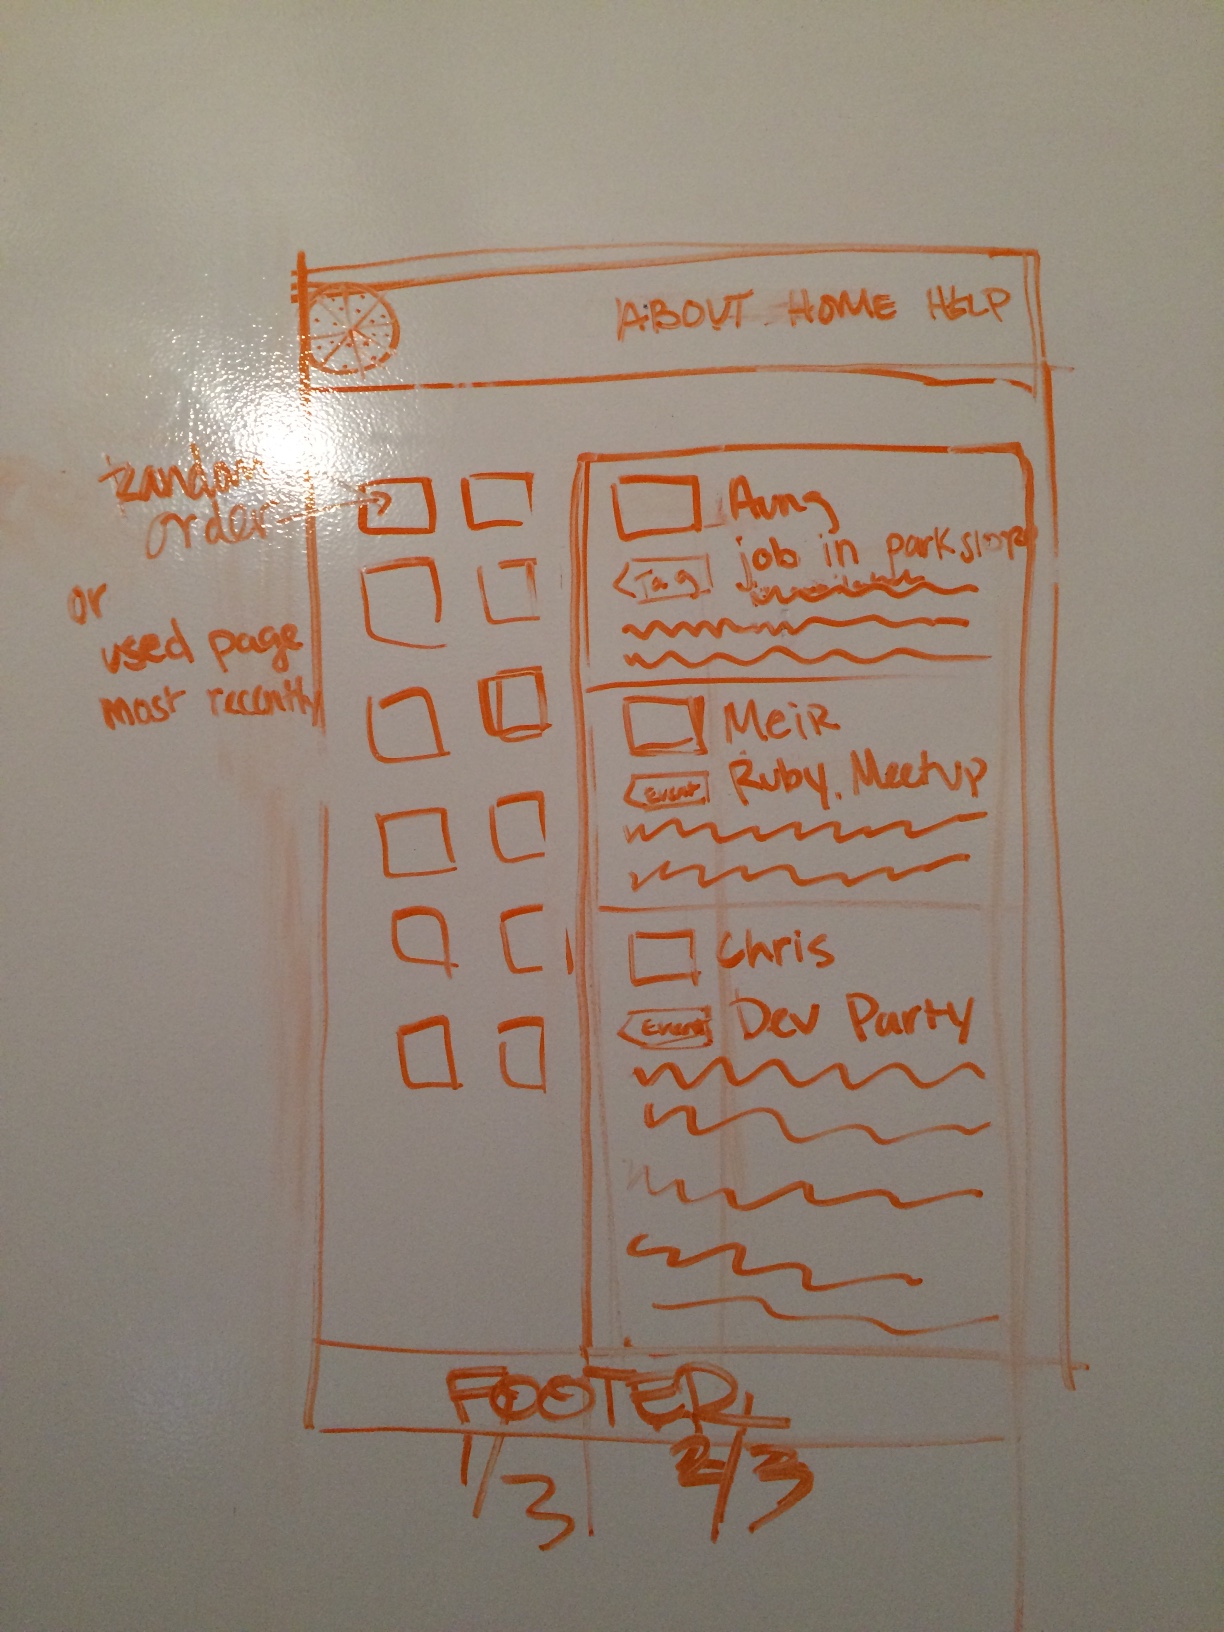 ABOUT HOME HELP
random
order
or
used page
most recently
Aung
job in park slope
Tag
Meir
Event
Ruby Meetup
Chris
Event
Dev Party
FOOTER
1/3 2/3